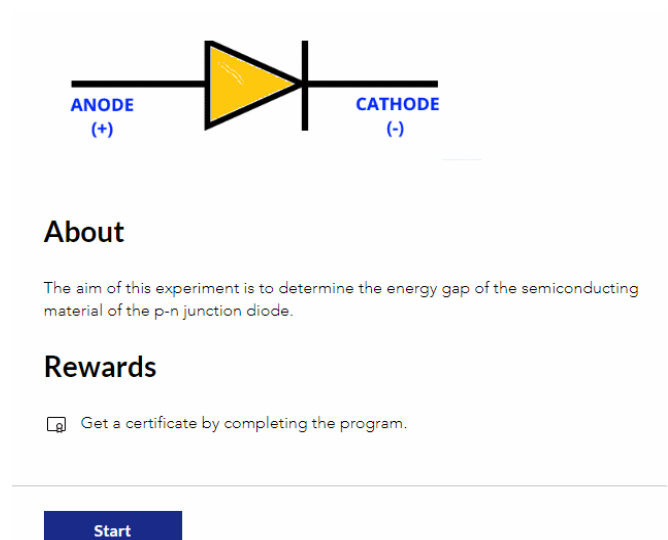 ANODE
(+)
CATHODE
(-)
About
The aim of this experiment is to determine the energy gap of the semiconducting
material of the p-n junction diode.
Rewards
Get a certificate by completing the program.
Start